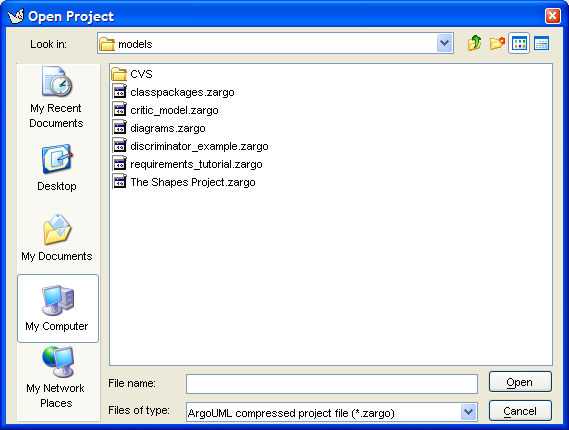 Open Project
Look in:
models
My Recent
Documents
Desktop
My Documents
My Computer
My Network
Places
CVS
classpackages.zargo
critic_model.zargo
diagrams.zargo
discriminator_example.zargo
requirements_tutorial.zargo
The Shapes Project.zargo
File name:
Open
Files of type:
ArgoUML compressed project file (*.zargo)
Cancel